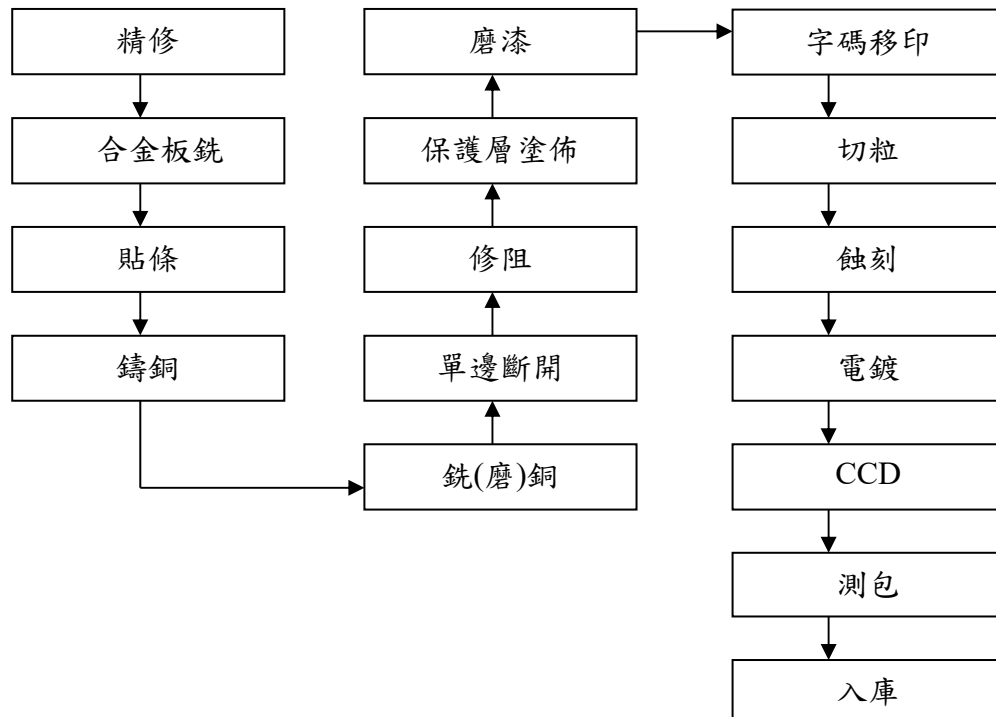 精修
合金板銑
貼條
鑄銅
銑(磨)銅
單邊斷開
修阻
保護層塗佈
磨漆
字碼移印
切粒
蝕刻
電鍍
CCD
測包
入庫